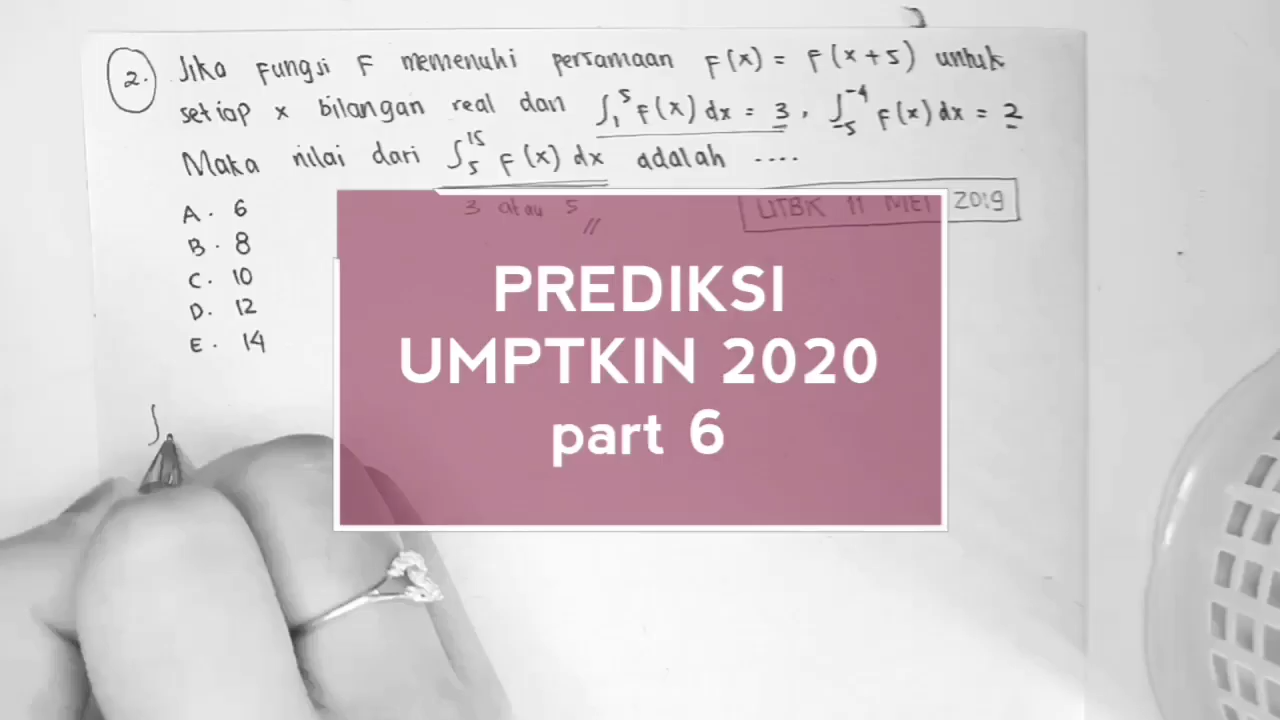 2. Jika Fungsi F memenuhi persamaan F(x) = F(x+5) untuk
setiap x bilangan real dan ∫₁⁵ F(x) dx = 3, ∫₋₅⁻⁴ F(x) dx = 2
Maka nilai dari ∫₅¹⁵ F(x) dx adalah ....
3 atau 5
UTBK 11 MEI 2019
A. 6
B. 8
C. 10
D. 12
E. 14
∫
PREDIKSI
UMPTKIN 2020
part 6